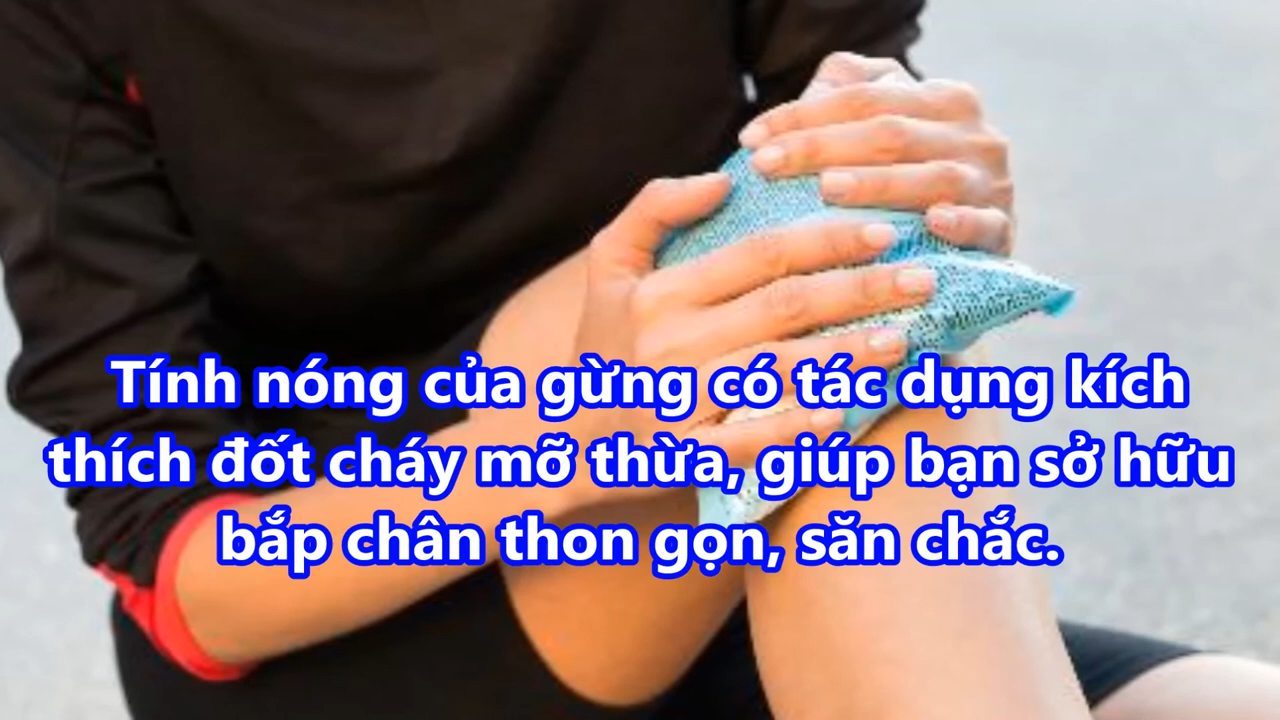 Tính nóng của gừng có tác dụng kích
thích đốt cháy mỡ thừa, giúp bạn sở hữu
bắp chân thon gọn, săn chắc.